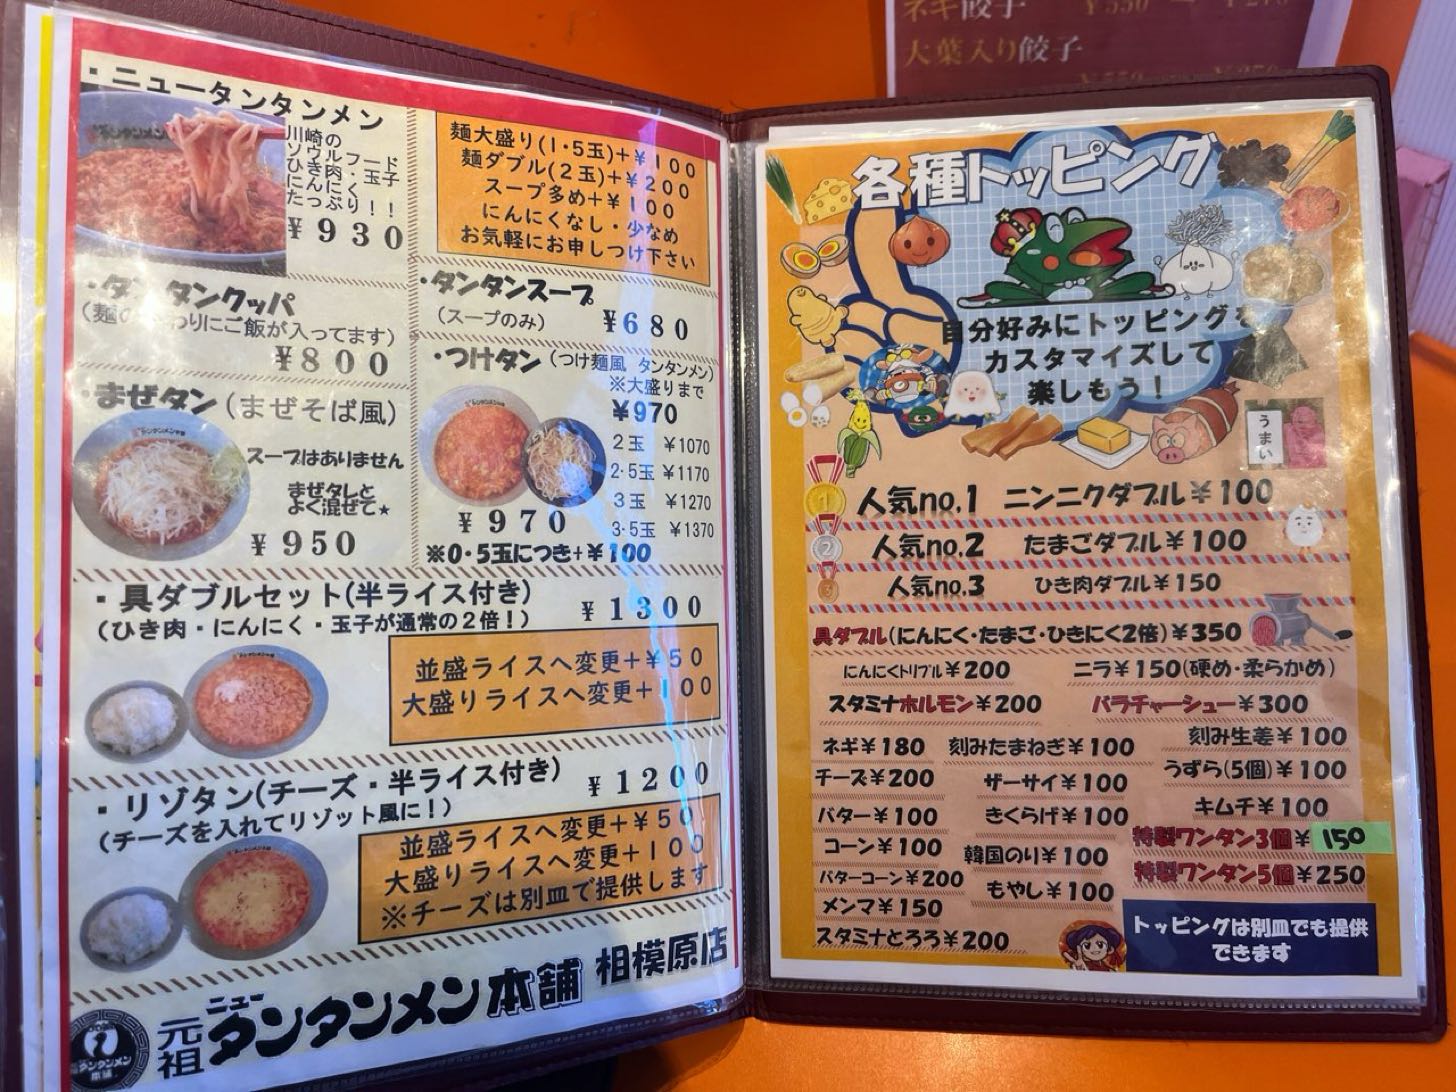 ・ニュータンタンメン
川崎の
ソウルフード
ひき肉・玉子
にんにく
たっぷり！！
¥930
麺大盛り(1・5玉)+¥100
麺ダブル(2玉)+¥200
スープ多め+¥100
にんにくなし・少なめ
お気軽にお申しつけ下さい
・タンタンクッパ
(麺の代わりにご飯が入ってます)
¥800
・タンタンスープ
(スープのみ) ¥680
・まぜタン(まぜそば風)
スープはありません
まぜタレと
よく混ぜて★
¥950
・つけタン(つけ麺風 タンタンメン)
※大盛りまで
¥970
2玉 ¥1070
2・5玉 ¥1170
3玉 ¥1270
3・5玉 ¥1370
¥970
※0・5玉につき+¥100
・具ダブルセット(半ライス付き) ¥1300
(ひき肉・にんにく・玉子が通常の2倍!)
並盛ライスへ変更+¥50
大盛りライスへ変更+100
・リゾタン(チーズ・半ライス付き) ¥1200
(チーズを入れてリゾット風に!)
並盛ライスへ変更+¥50
大盛りライスへ変更+100
※チーズは別皿で提供します
元祖ニュータンタンメン本舗 相模原店
ネギ餃子 ¥550
大葉入り餃子
各種トッピング
自分好みにトッピングを
カスタマイズして
楽しもう！
うまい
人気no.1 ニンニクダブル¥100
人気no.2 たまごダブル¥100
人気no.3 ひき肉ダブル¥150
具ダブル(にんにく・たまご・ひきにく2倍)¥350
にんにくトリプル¥200 ニラ¥150(硬め・柔らかめ)
スタミナホルモン¥200 バラチャーシュー¥300
ネギ¥180 刻みたまねぎ¥100 刻み生姜¥100
チーズ¥200 ザーサイ¥100 うずら(5個)¥100
バター¥100 きくらげ¥100 キムチ¥100
コーン¥100 韓国のり¥100 特製ワンタン3個¥150
バターコーン¥200 もやし¥100 特製ワンタン5個¥250
メンマ¥150
スタミナとろろ¥200
トッピングは別皿でも提供
できます